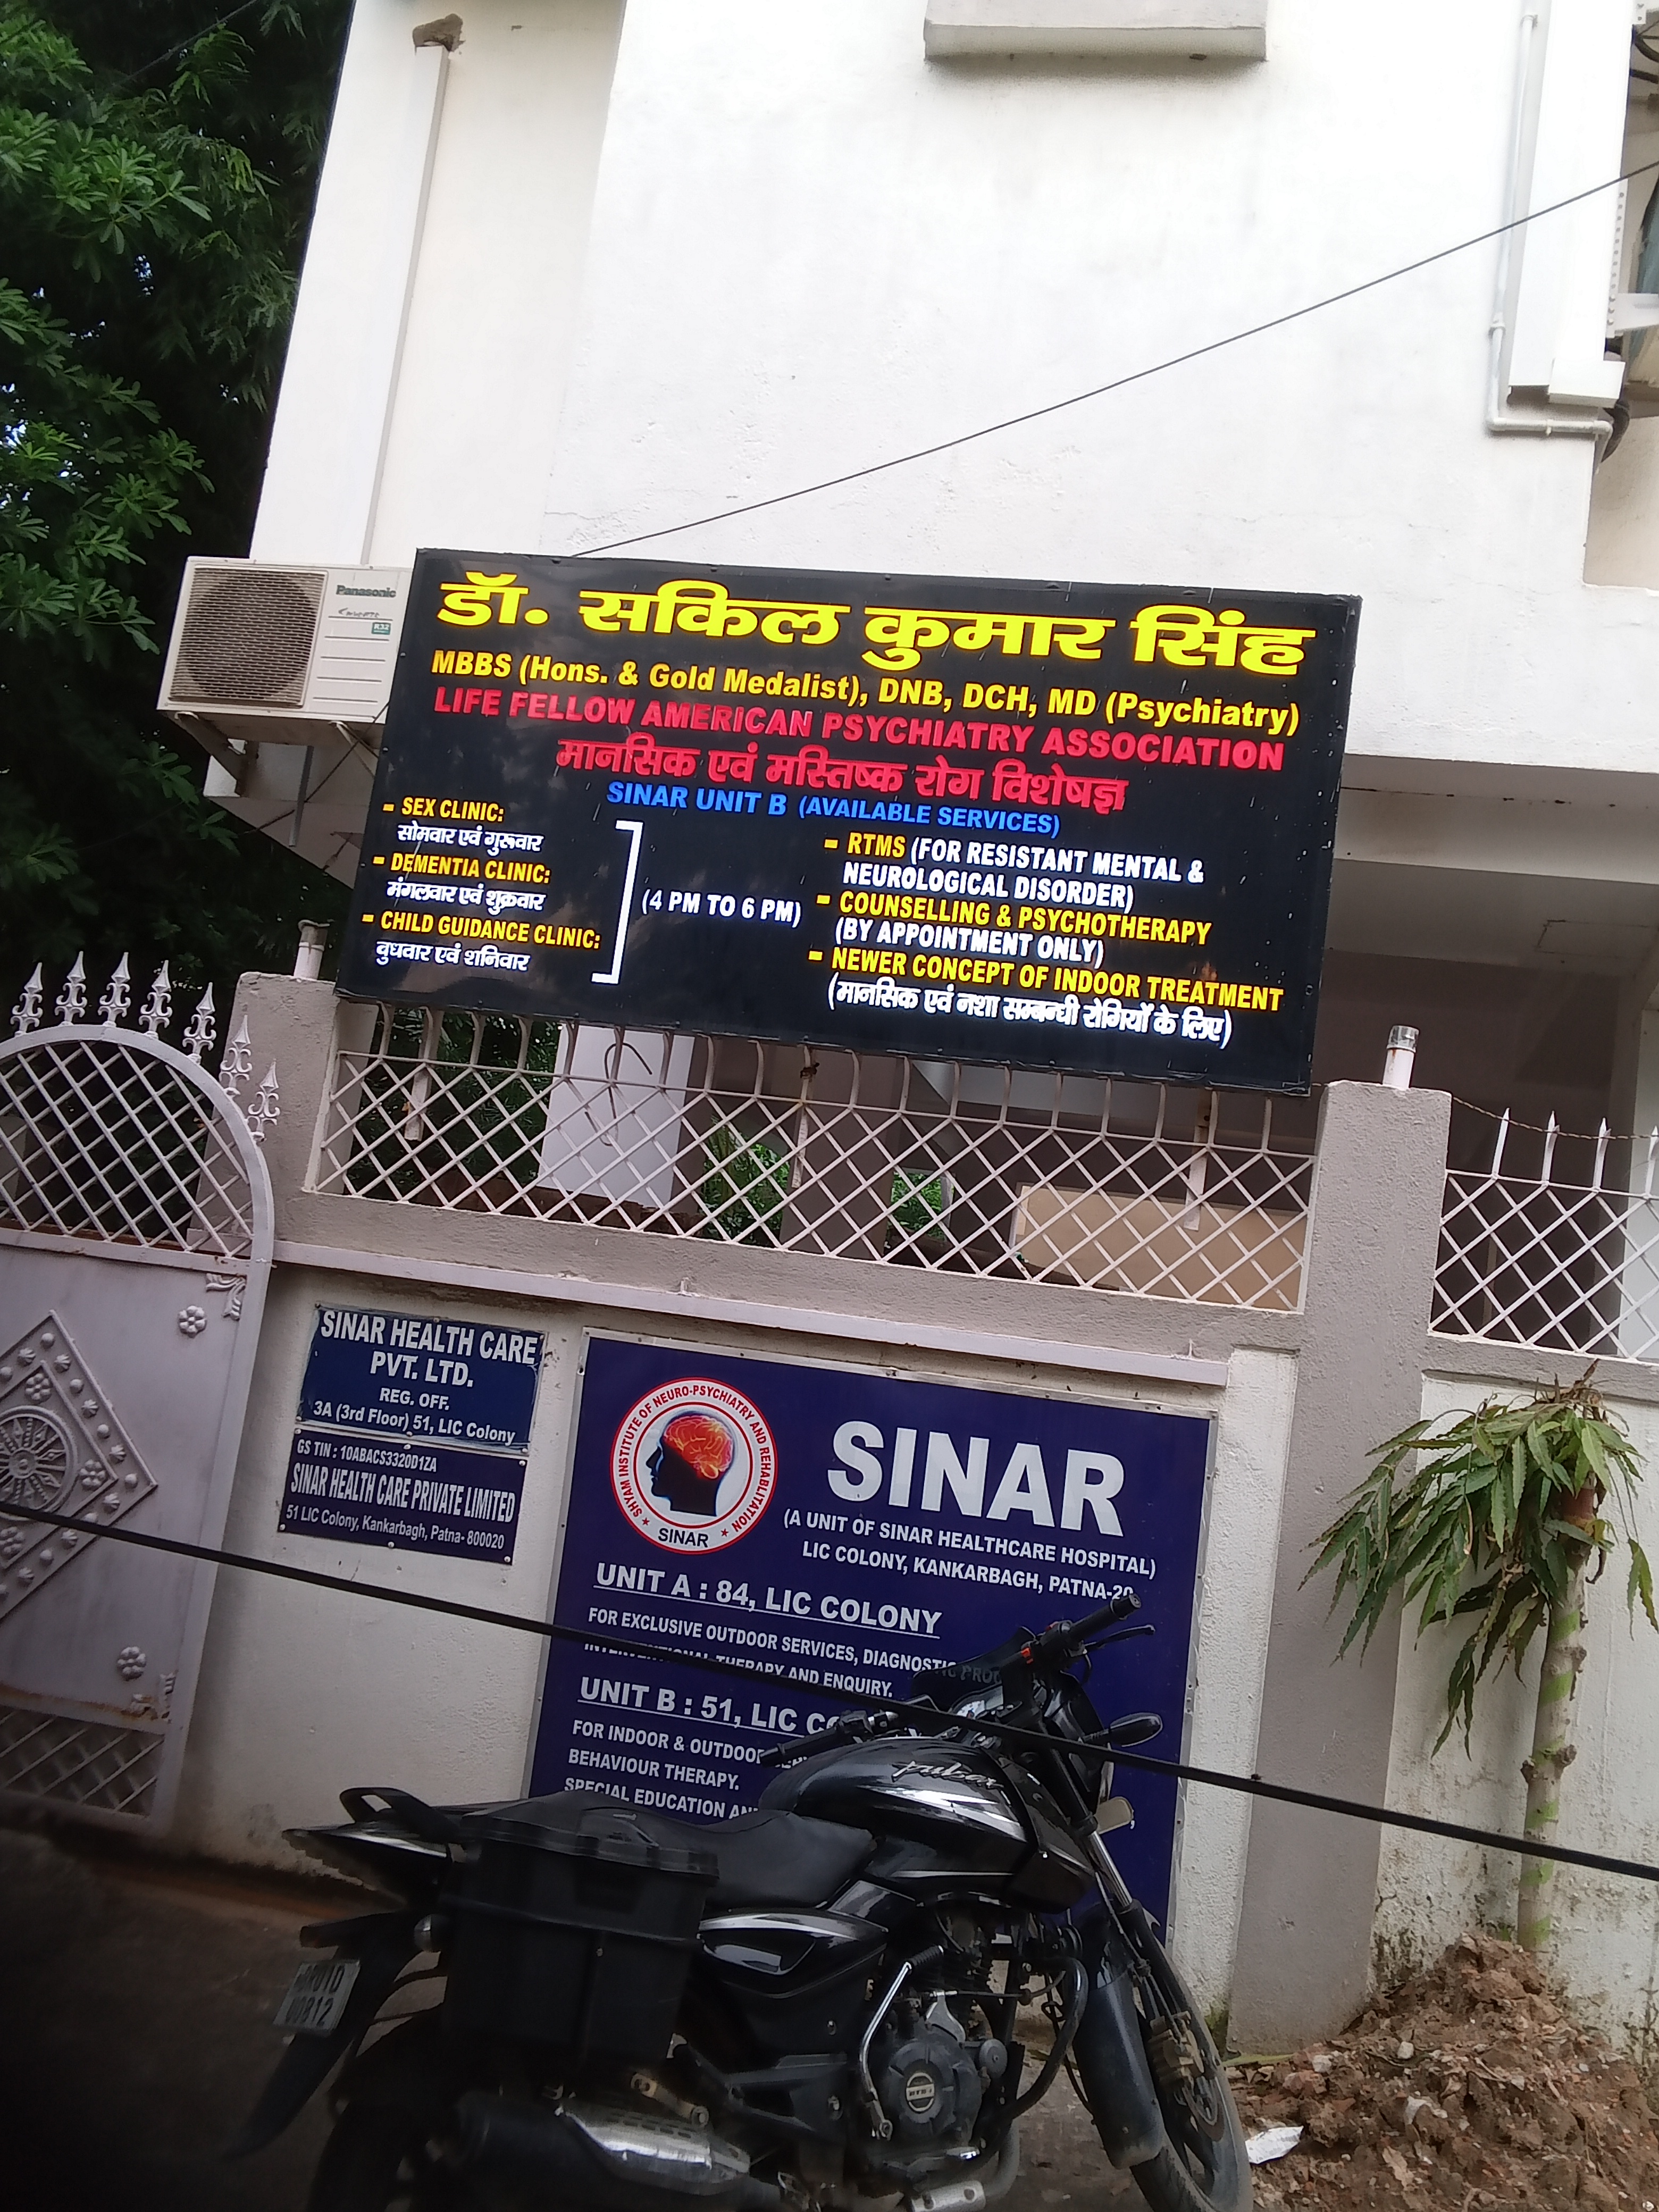 Panasonic
R32
डॉ. सकिल कुमार सिंह
MBBS (Hons. & Gold Medalist), DNB, DCH, MD (Psychiatry)
LIFE FELLOW AMERICAN PSYCHIATRY ASSOCIATION
मानसिक एवं मस्तिष्क रोग विशेषज्ञ
SINAR UNIT B (AVAILABLE SERVICES)
- SEX CLINIC:
सोमवार एवं गुरूवार
- DEMENTIA CLINIC:
मंगलवार एवं शुक्रवार
- CHILD GUIDANCE CLINIC:
बुधवार एवं शनिवार
(4 PM TO 6 PM)
- RTMS (FOR RESISTANT MENTAL &
NEUROLOGICAL DISORDER)
- COUNSELLING & PSYCHOTHERAPY
(BY APPOINTMENT ONLY)
- NEWER CONCEPT OF INDOOR TREATMENT
(मानसिक एवं नशा सम्बन्धी रोगियों के लिए)
SINAR HEALTH CARE
PVT. LTD.
REG. OFF.
3A (3rd Floor) 51, LIC Colony
GS TIN : 10ABACS3320D1ZA
SINAR HEALTH CARE PRIVATE LIMITED
51 LIC Colony, Kankarbagh, Patna- 800020
SHYAM INSTITUTE OF NEURO-PSYCHIATRY AND REHABLITATION
SINAR
SINAR
(A UNIT OF SINAR HEALTHCARE HOSPITAL)
LIC COLONY, KANKARBAGH, PATNA-20
UNIT A : 84, LIC COLONY
FOR EXCLUSIVE OUTDOOR SERVICES, DIAGNOSTIC
INTERVENTIONAL THERAPY AND ENQUIRY.
UNIT B : 51, LIC
FOR INDOOR & OUTDOOR
BEHAVIOUR THERAPY.
SPECIAL EDUCATION
pulsar